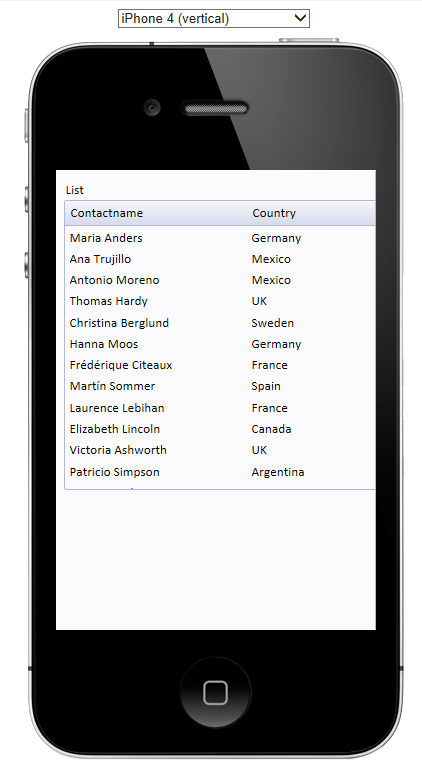 iPhone 4 (vertical)
List
Contactname Country
Maria Anders Germany
Ana Trujillo Mexico
Antonio Moreno Mexico
Thomas Hardy UK
Christina Berglund Sweden
Hanna Moos Germany
Frédérique Citeaux France
Martín Sommer Spain
Laurence Lebihan France
Elizabeth Lincoln Canada
Victoria Ashworth UK
Patricio Simpson Argentina